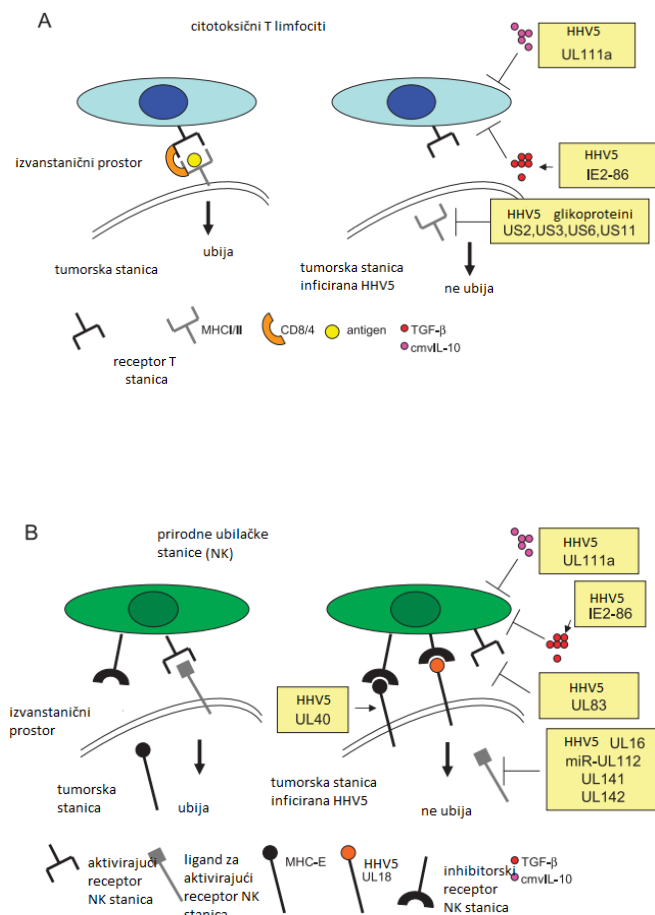 A
citotoksični T limfociti
HHV5
UL111a
izvanstanični prostor
HHV5
IE2-86
HHV5 glikoproteini
US2,US3,US6,US11
ubija
tumorska stanica
tumorska stanica
inficirana HHV5
ne ubija
receptor T
stanica
MHCI/II
CD8/4
antigen
TGF-β
cmvIL-10
B
prirodne ubilačke
stanice (NK)
HHV5
UL111a
HHV5
IE2-86
HHV5
UL40
HHV5
UL83
izvanstanični
prostor
HHV5 UL16
miR-UL112
UL141
UL142
tumorska
stanica
ubija
tumorska stanica
inficirana HHV5
ne ubija
aktivirajući
receptor
NK stanica
ligand za
aktivirajući
receptor NK
stanica
MHC-E
HHV5
UL18
inhibitorski
receptor
NK stanica
TGF-β
cmvIL-10